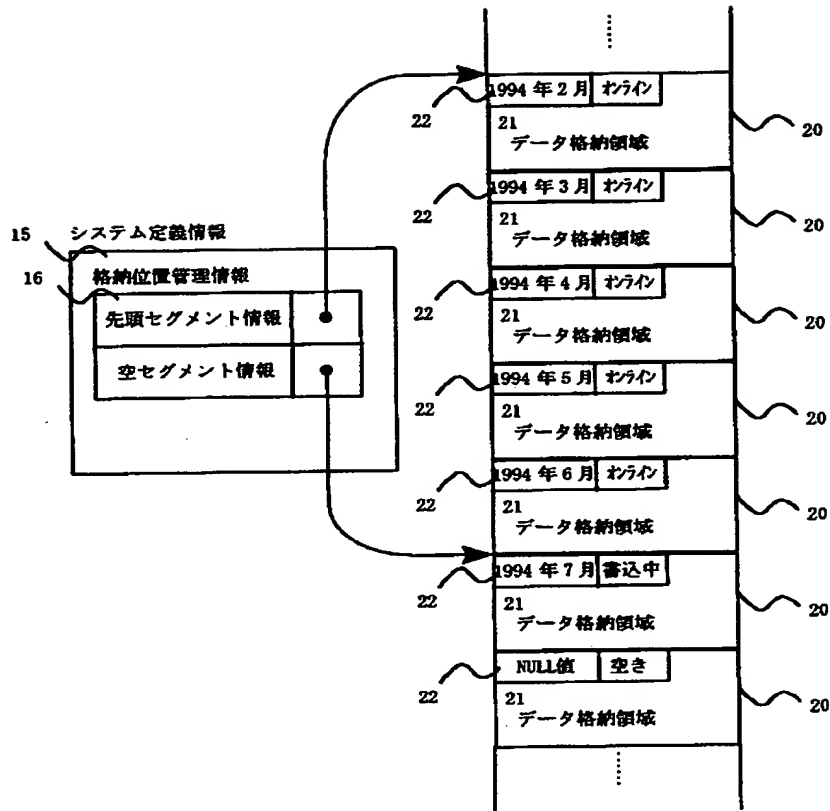 15
システム定義情報
16
格納位置管理情報
先頭セグメント情報
空セグメント情報
22
1994 年 2 月 オンライン
21
データ格納領域
20
22
1994 年 3 月 オンライン
21
データ格納領域
20
22
1994 年 4 月 オンライン
21
データ格納領域
20
22
1994 年 5 月 オンライン
21
データ格納領域
20
22
1994 年 6 月 オンライン
21
データ格納領域
20
22
1994 年 7 月 書込中
21
データ格納領域
20
22
NULL値 空き
21
データ格納領域
20